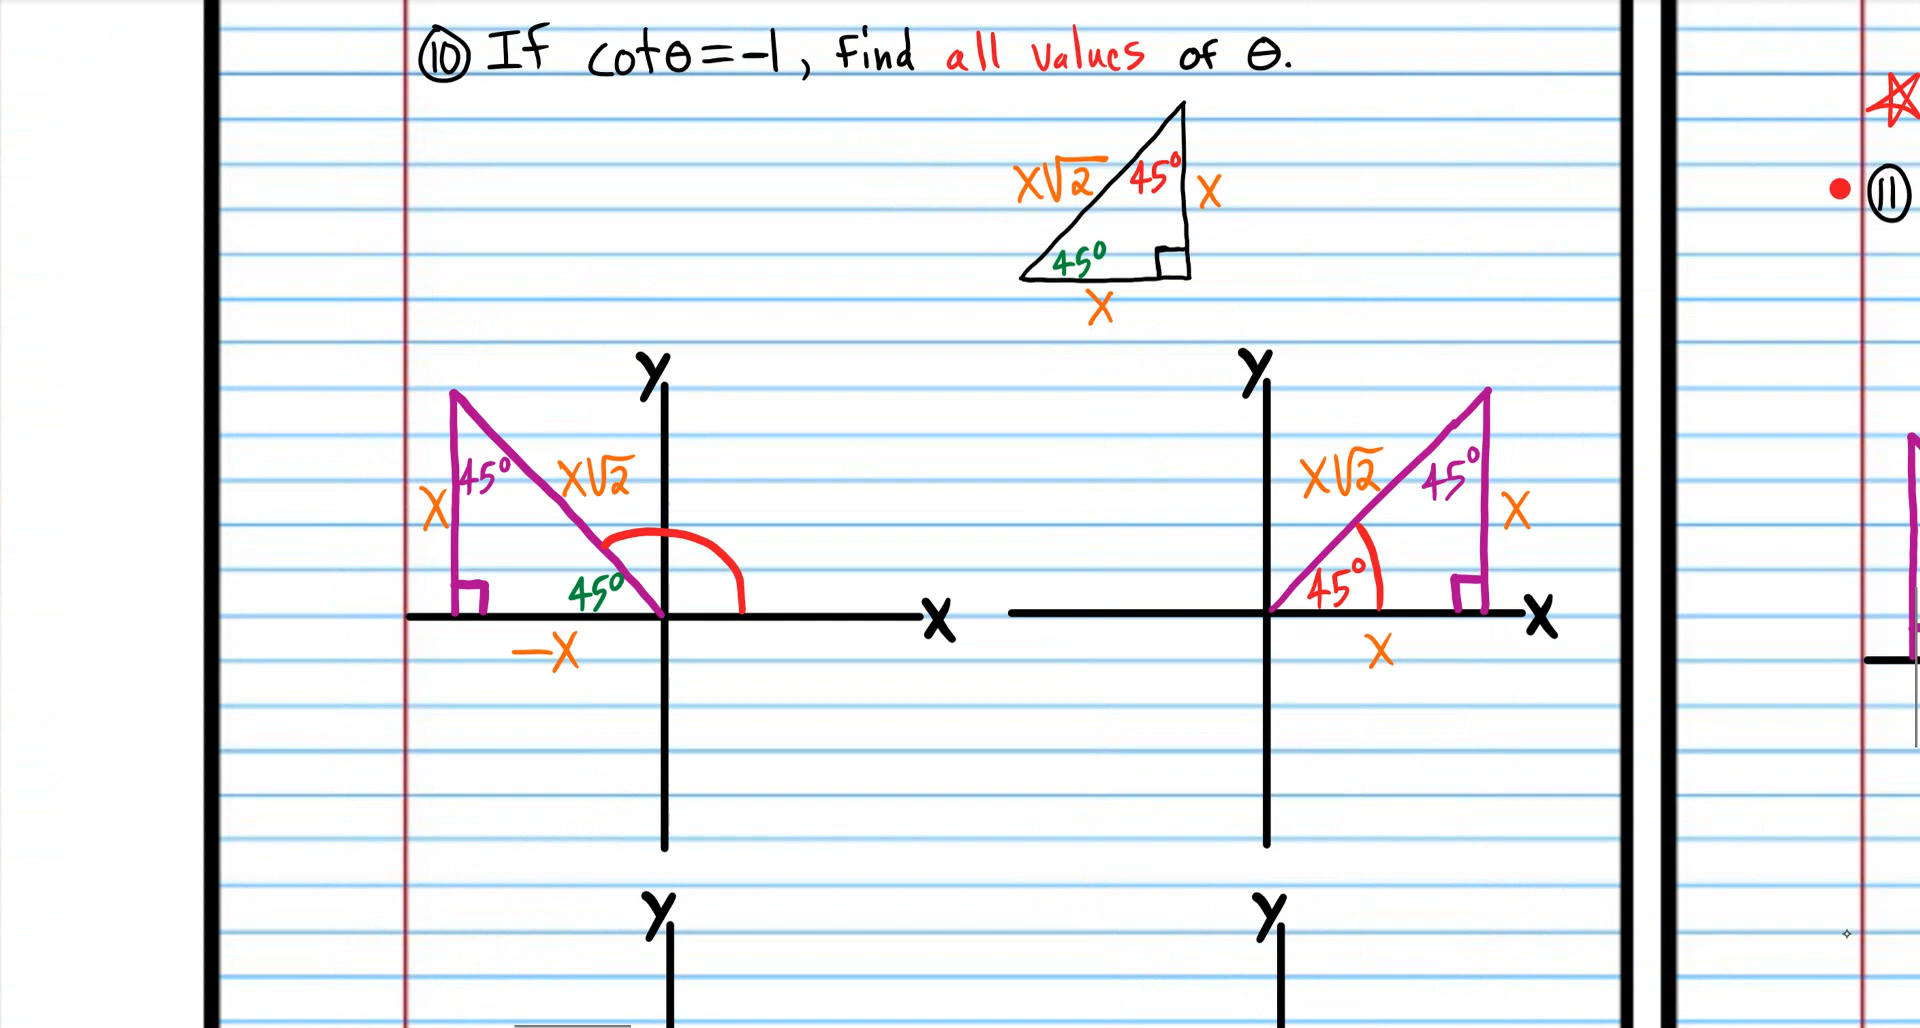 ⑩ If cotθ=-1, find all values of θ.
x√2 45° x
45°
x
y
45° x√2
x
45°
x
-x
y
x√2 45°
x
45°
x
x
⑪
y
y